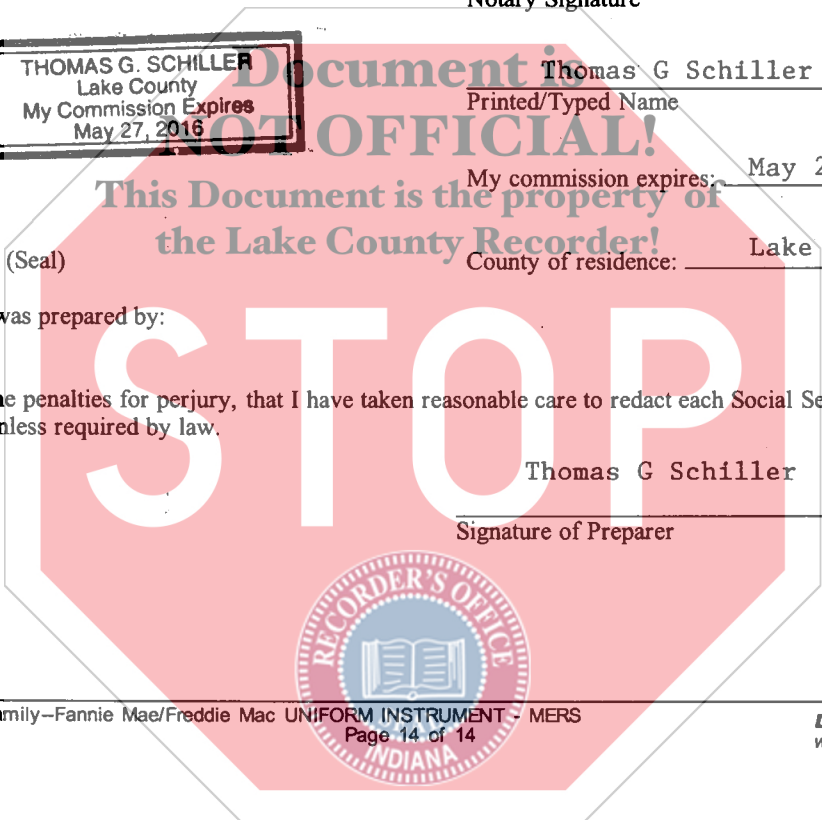 Notary Signature
THOMAS G. SCHILLER
Lake County
My Commission Expires
May 27, 2016
Document is
NOT OFFICIAL!
This Document is the property of
the Lake County Recorder!
Thomas G Schiller
Printed/Typed Name
My commission expires: May 2
(Seal)
County of residence: Lake
was prepared by:
STOP
penalties for perjury, that I have taken reasonable care to redact each Social Se
nless required by law.
Thomas G Schiller
Signature of Preparer
RECORDER'S OFFICE
SEAL
INDIANA
mily--Fannie Mae/Freddie Mac UNIFORM INSTRUMENT - MERS
Page 14 of 14